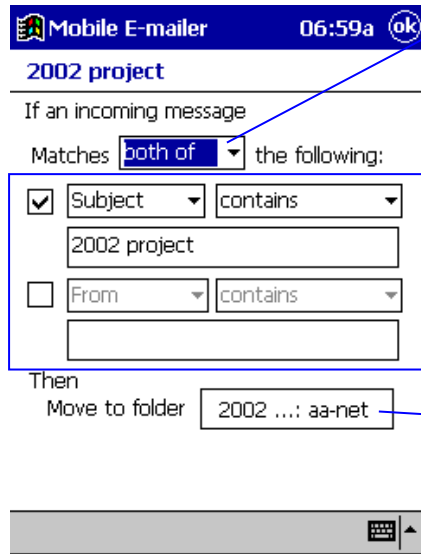 Mobile E-mailer 06:59a ok
2002 project
If an incoming message
Matches both of the following:
Subject contains
2002 project
From contains
Then
Move to folder 2002 ...: aa-net